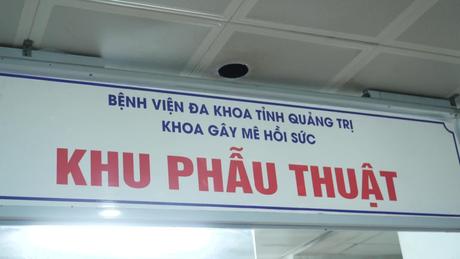 BỆNH VIỆN ĐA KHOA TỈNH QUẢNG TRỊ
KHOA GÂY MÊ HỒI SỨC
KHU PHẪU THUẬT